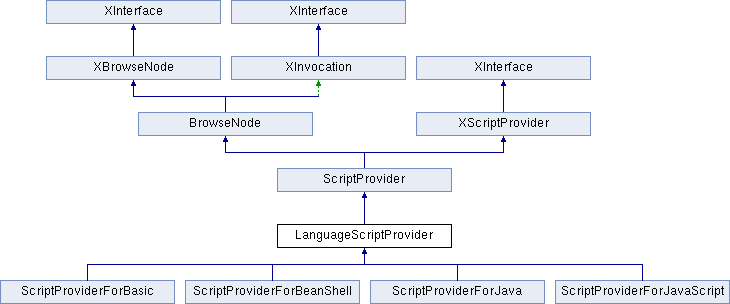 XInterface
XInterface
XBrowseNode
XInvocation
XInterface
BrowseNode
XScriptProvider
ScriptProvider
LanguageScriptProvider
ScriptProviderForBasic
ScriptProviderForBeanShell
ScriptProviderForJava
ScriptProviderForJavaScript